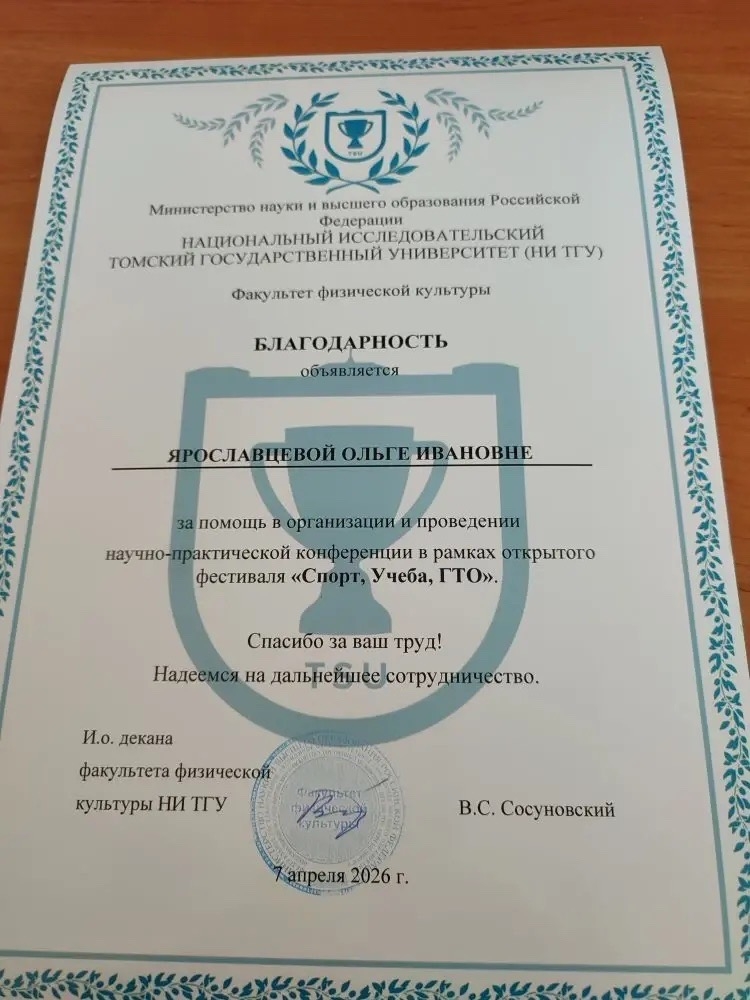 TSU
Министерство науки и высшего образования Российской
Федерации
НАЦИОНАЛЬНЫЙ ИССЛЕДОВАТЕЛЬСКИЙ
ТОМСКИЙ ГОСУДАРСТВЕННЫЙ УНИВЕРСИТЕТ (НИ ТГУ)
Факультет физической культуры
БЛАГОДАРНОСТЬ
объявляется
ЯРОСЛАВЦЕВОЙ ОЛЬГЕ ИВАНОВНЕ
за помощь в организации и проведении
научно-практической конференции в рамках открытого
фестиваля «Спорт, Учеба, ГТО».
Спасибо за ваш труд!
Надеемся на дальнейшее сотрудничество.
TSU
И.о. декана
факультета физической
культуры НИ ТГУ
Факультет
физической
культуры
В.С. Сосуновский
7 апреля 2026 г.